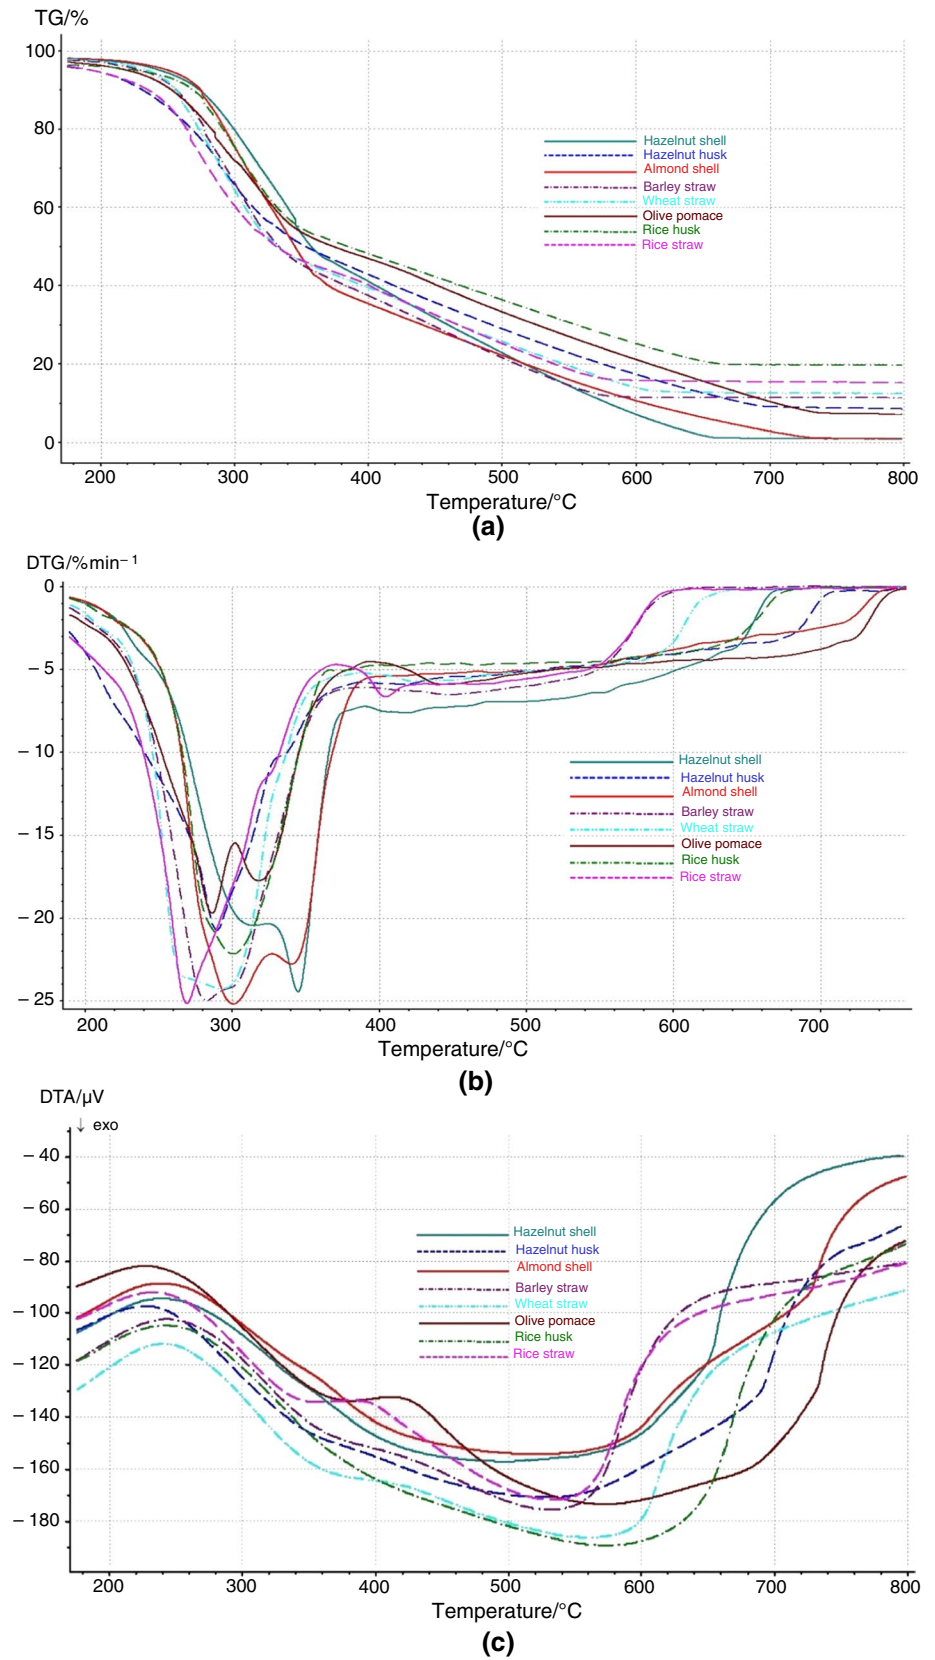 TG/%
100
80
60
40
20
0
Hazelnut shell
Hazelnut husk
Almond shell
Barley straw
Wheat straw
Olive pomace
Rice husk
Rice straw
200 300 400 500 600 700 800
Temperature/°C
(a)
DTG/%min⁻¹
0
–5
–10
–15
–20
–25
Hazelnut shell
Hazelnut husk
Almond shell
Barley straw
Wheat straw
Olive pomace
Rice husk
Rice straw
200 300 400 500 600 700
Temperature/°C
(b)
DTA/μV
↓ exo
–40
–60
–80
–100
–120
–140
–160
–180
Hazelnut shell
Hazelnut husk
Almond shell
Barley straw
Wheat straw
Olive pomace
Rice husk
Rice straw
200 300 400 500 600 700 800
Temperature/°C
(c)